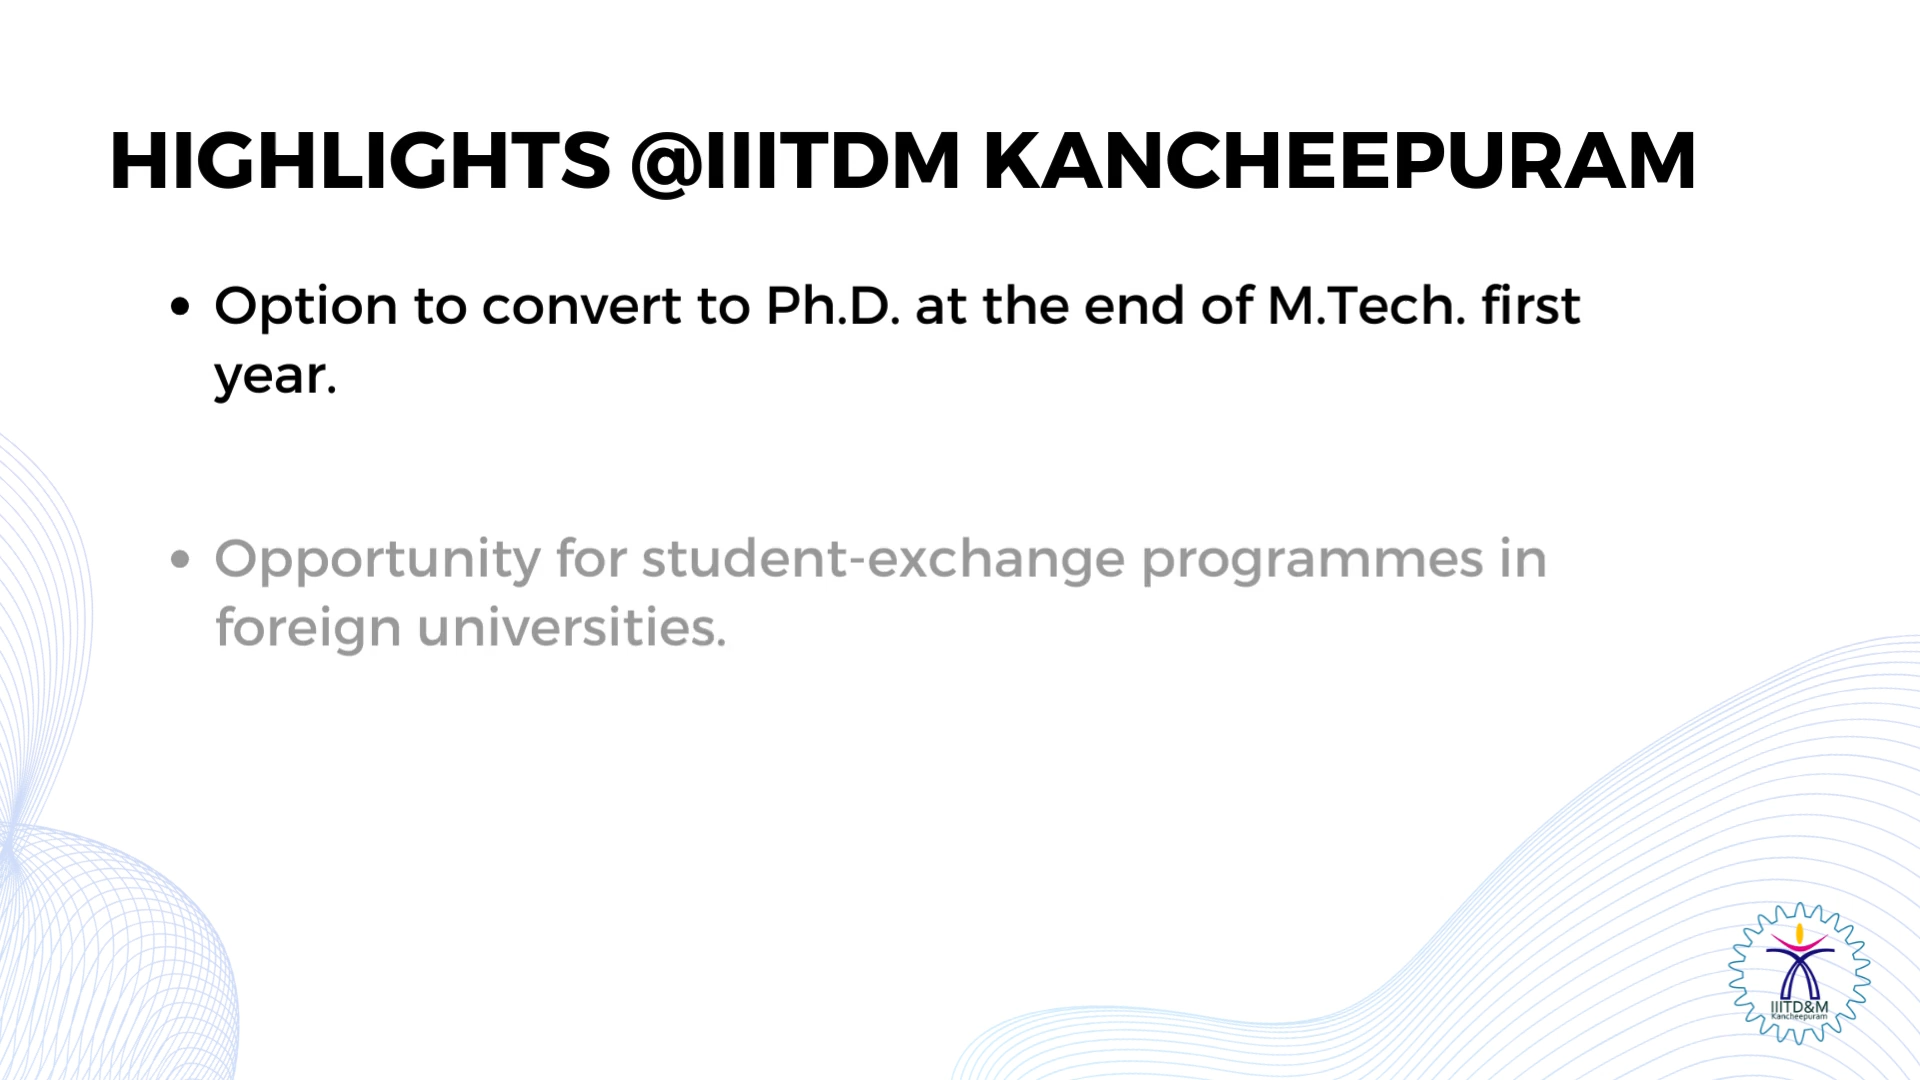 HIGHLIGHTS @IIITDM KANCHEEPURAM
• Option to convert to Ph.D. at the end of M.Tech. first
year.
• Opportunity for student-exchange programmes in
foreign universities.
IIITD&M
Kancheepuram